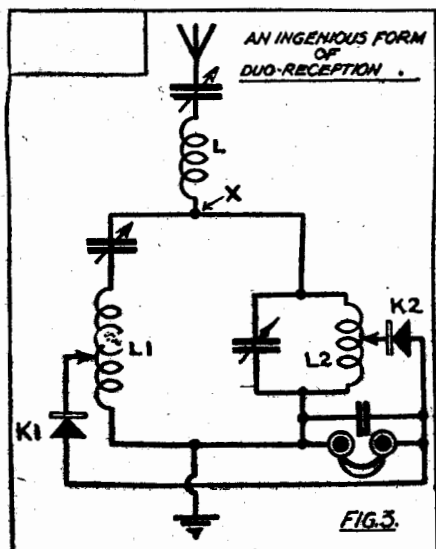 AN INGENIOUS FORM
OF
DUO-RECEPTION.
L
X
K2
L1
L2
K1
FIG.3.